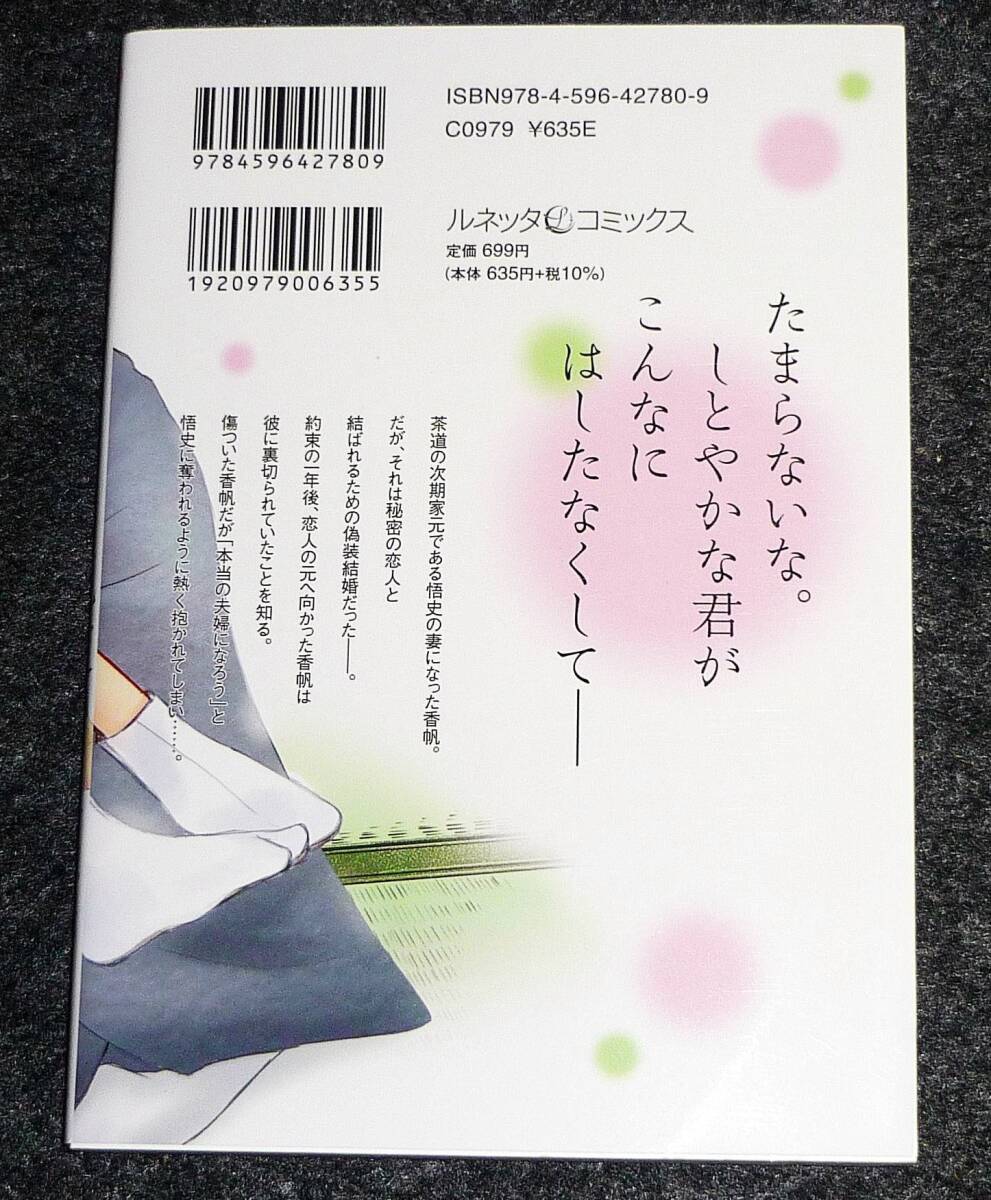 ISBN978-4-596-42780-9
C0979 ¥635E
9784596427809
1920979006355
ルネッタLコミックス
定価 699円
(本体 635円+税10%)
たまらないな。
しとやかな君が
こんなに
はしたなくして――
茶道の次期家元である悟史の妻になった香帆。
だが、それは秘密の恋人と
結ばれるための偽装結婚だった――。
約束の一年後、恋人の元へ向かった香帆は
彼に裏切られていたことを知る。
傷ついた香帆だが「本当の夫婦になろう」と
悟史に奪われるように熱く抱かれてしまい……。